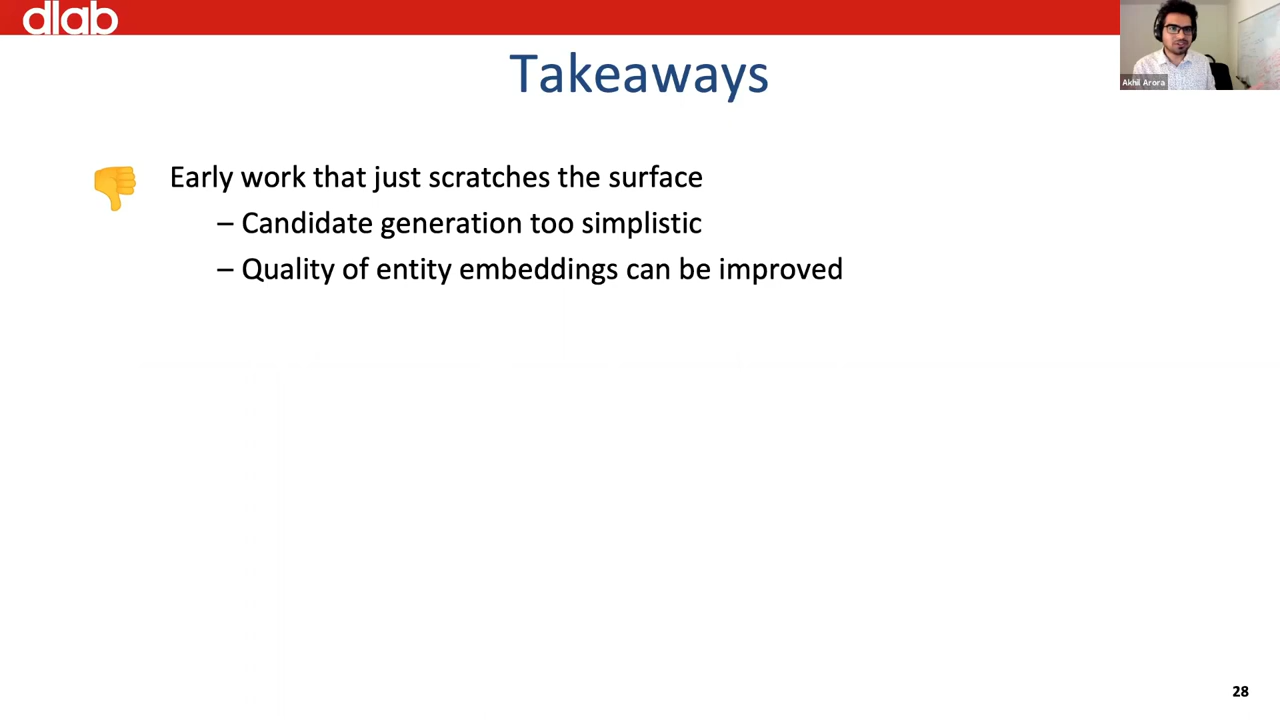 dlab
Takeaways
Akhil Arora
Early work that just scratches the surface
– Candidate generation too simplistic
– Quality of entity embeddings can be improved
28